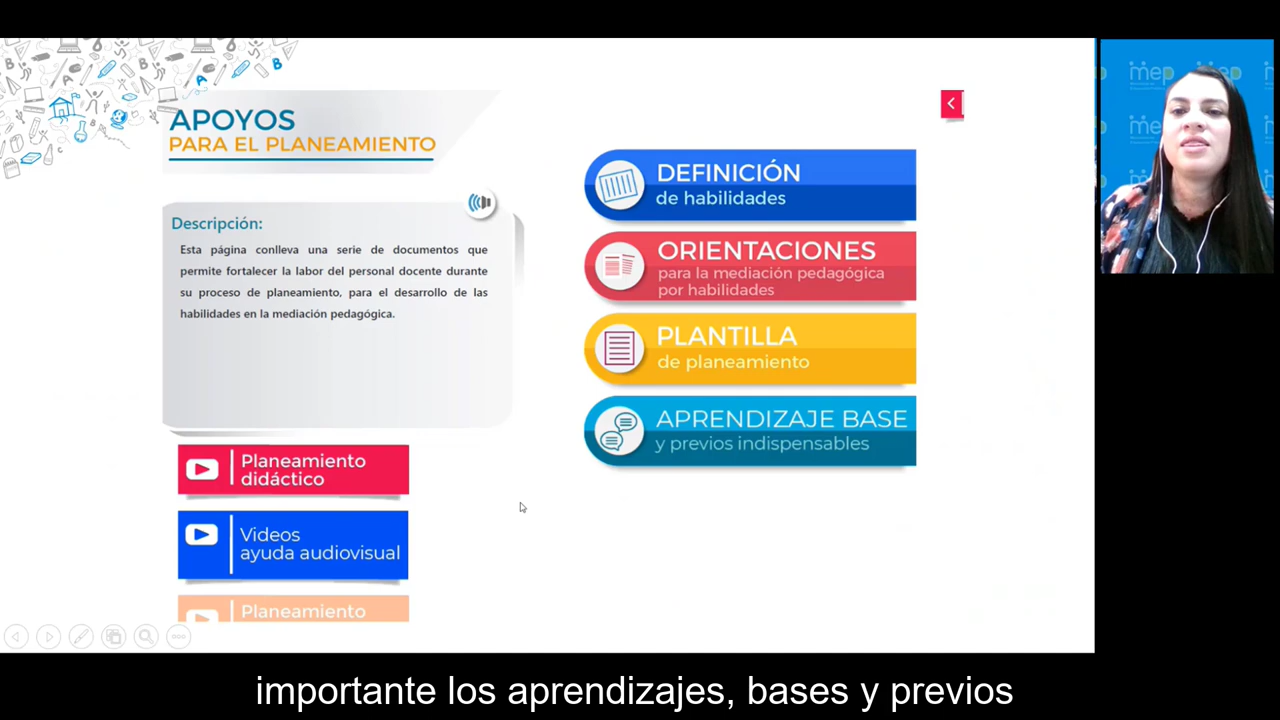 APOYOS
PARA EL PLANEAMIENTO
Descripción:
Esta página conlleva una serie de documentos que
permite fortalecer la labor del personal docente durante
su proceso de planeamiento, para el desarrollo de las
habilidades en la mediación pedagógica.
Planeamiento
didáctico
Videos
ayuda audiovisual
Planeamiento
DEFINICIÓN
de habilidades
ORIENTACIONES
para la mediación pedagógica
por habilidades
PLANTILLA
de planeamiento
APRENDIZAJE BASE
y previos indispensables
mep
importante los aprendizajes, bases y previos